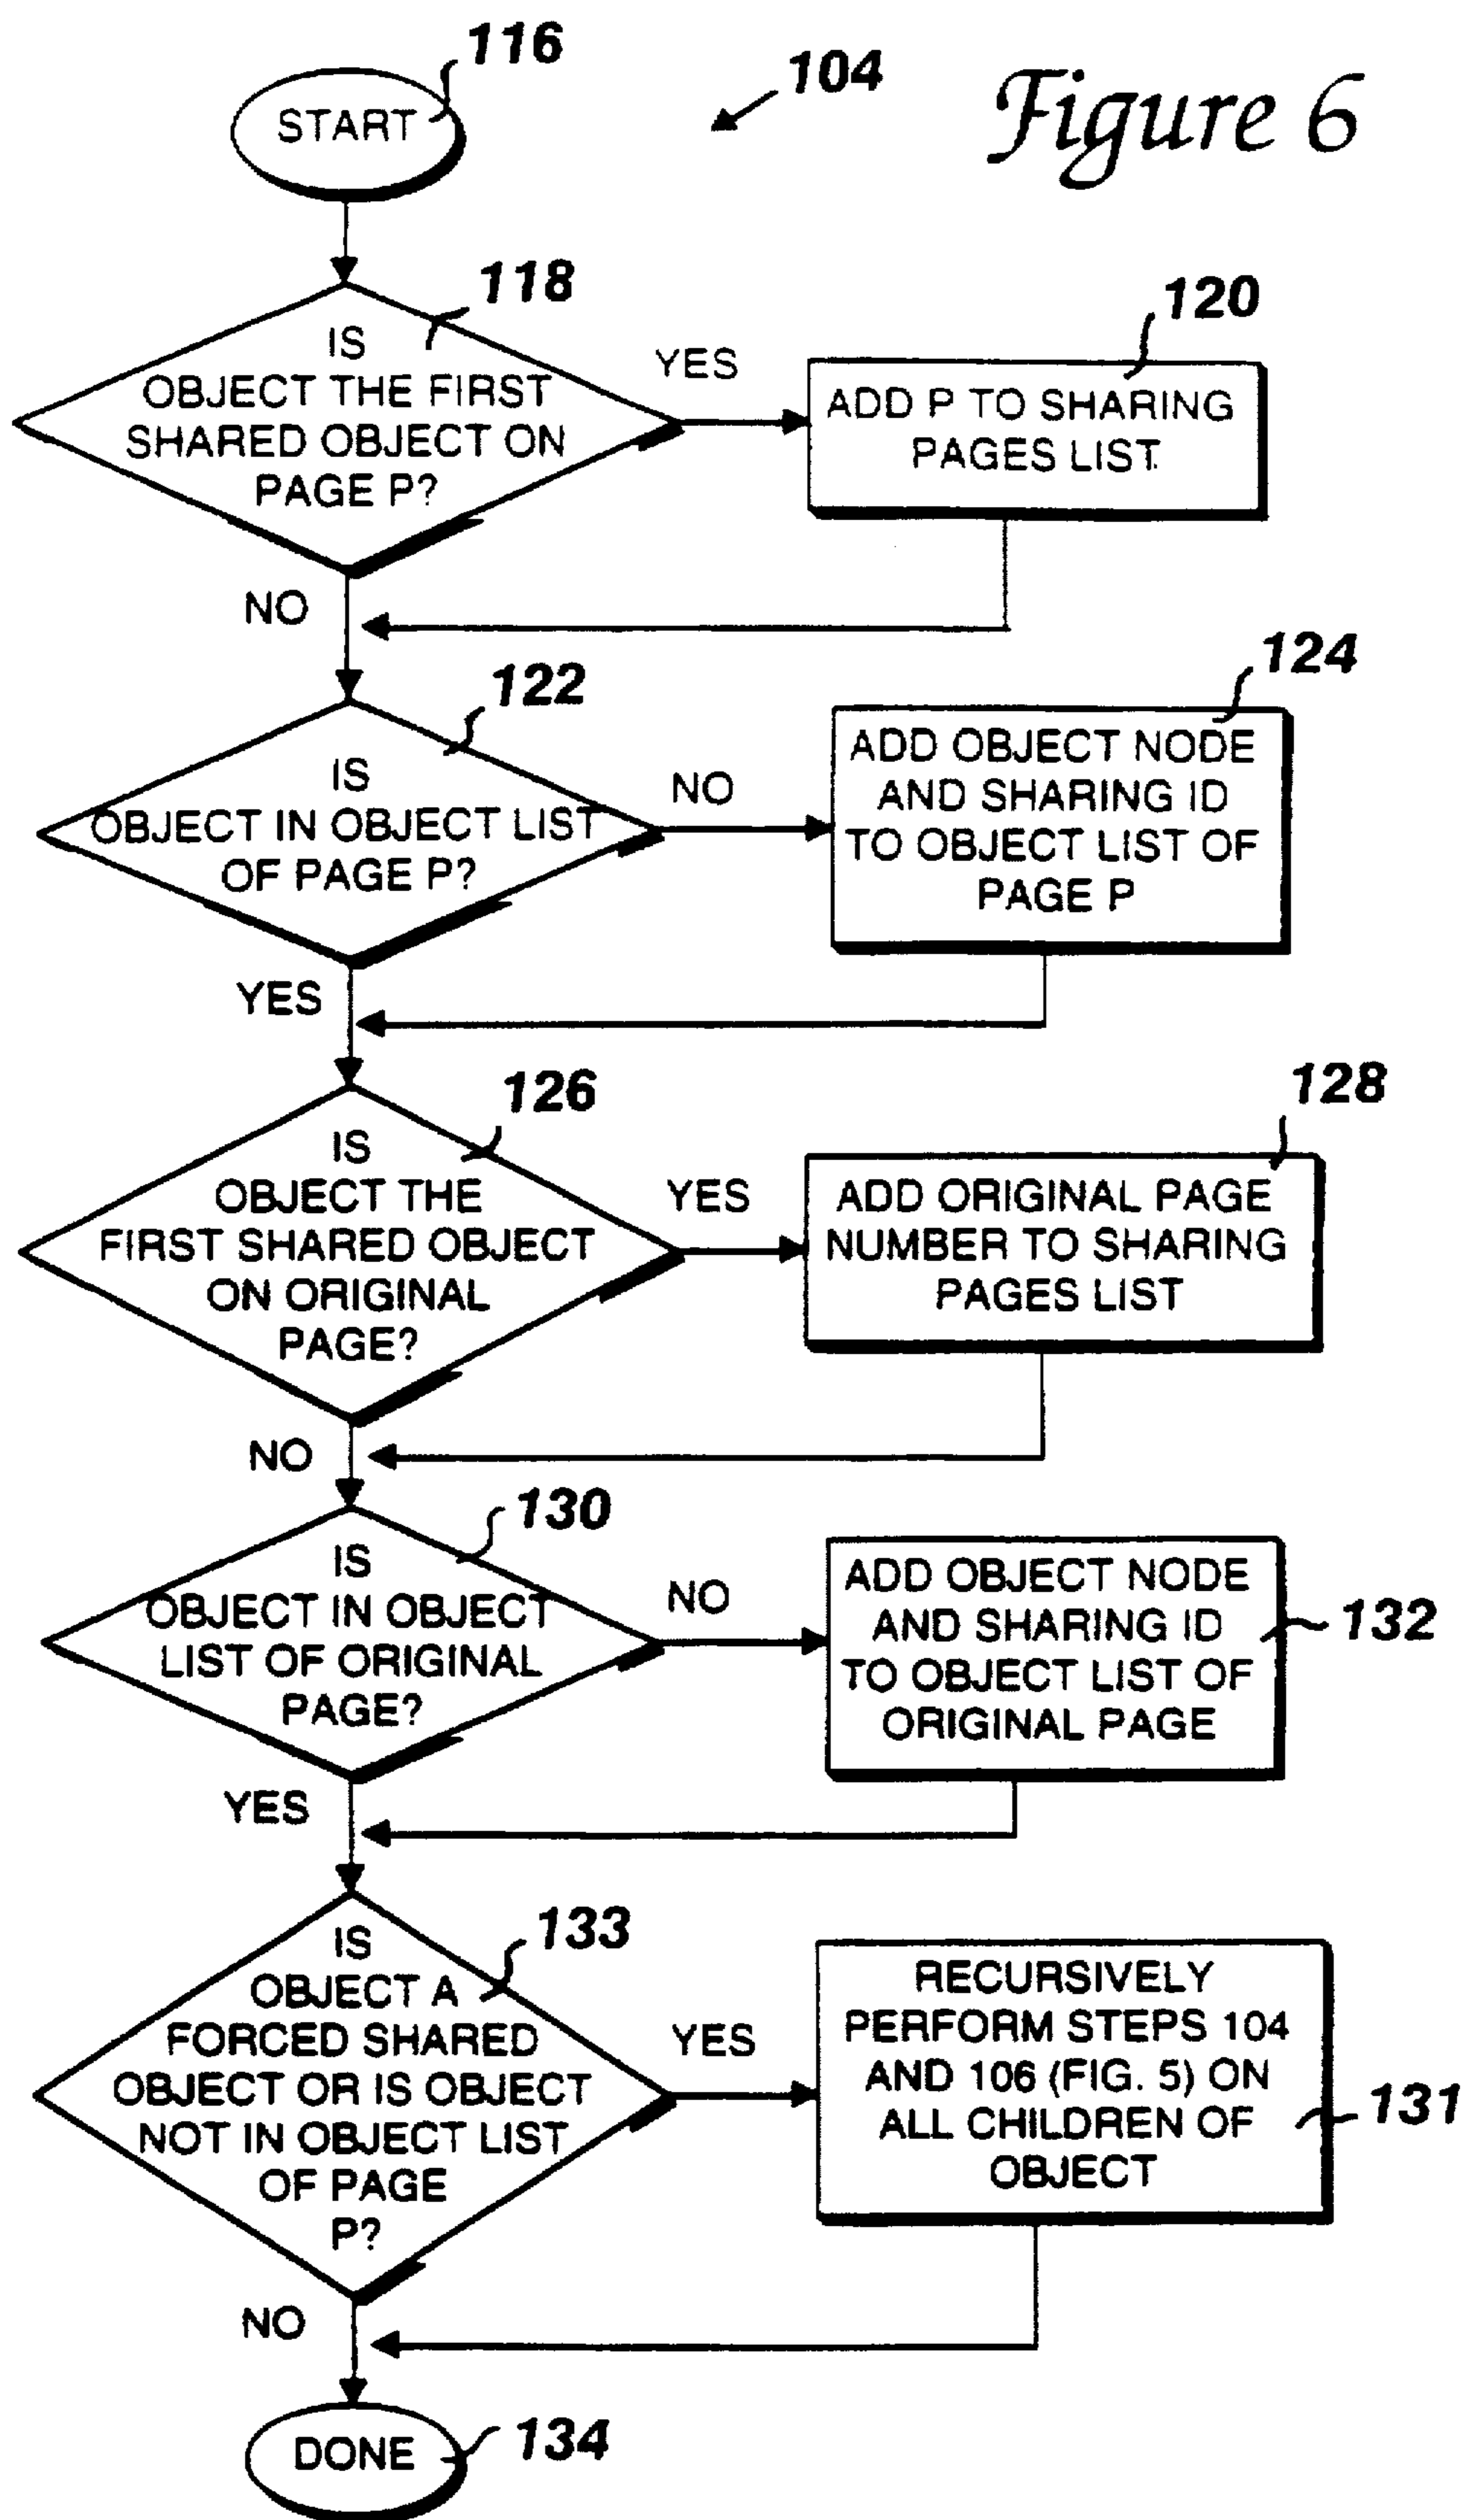 116
104
Figure 6
START
118
IS
OBJECT THE FIRST
SHARED OBJECT ON
PAGE P?
YES
120
ADD P TO SHARING
PAGES LIST
NO
122
IS
OBJECT IN OBJECT LIST
OF PAGE P?
NO
124
ADD OBJECT NODE
AND SHARING ID
TO OBJECT LIST OF
PAGE P
YES
126
IS
OBJECT THE
FIRST SHARED OBJECT
ON ORIGINAL
PAGE?
YES
128
ADD ORIGINAL PAGE
NUMBER TO SHARING
PAGES LIST
NO
130
IS
OBJECT IN OBJECT
LIST OF ORIGINAL
PAGE?
NO
ADD OBJECT NODE
AND SHARING ID
TO OBJECT LIST OF
ORIGINAL PAGE
132
YES
133
IS
OBJECT A
FORCED SHARED
OBJECT OR IS OBJECT
NOT IN OBJECT LIST
OF PAGE
P?
YES
RECURSIVELY
PERFORM STEPS 104
AND 106 (FIG. 5) ON
ALL CHILDREN OF
OBJECT
131
NO
DONE
134